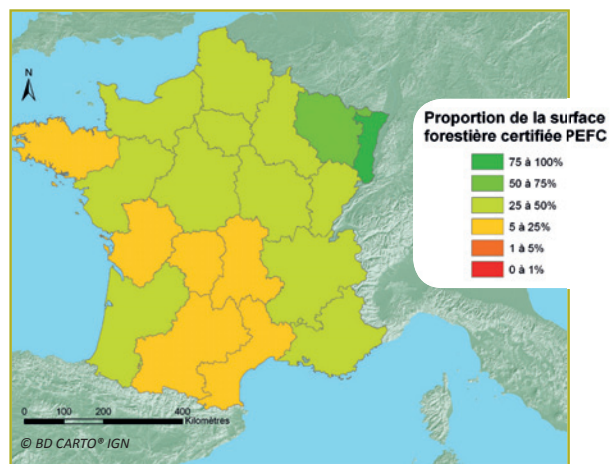 N
Proportion de la surface
forestière certifiée PEFC
75 à 100%
50 à 75%
25 à 50%
5 à 25%
1 à 5%
0 à 1%
0 100 200 400
Kilomètres
© BD CARTO® IGN